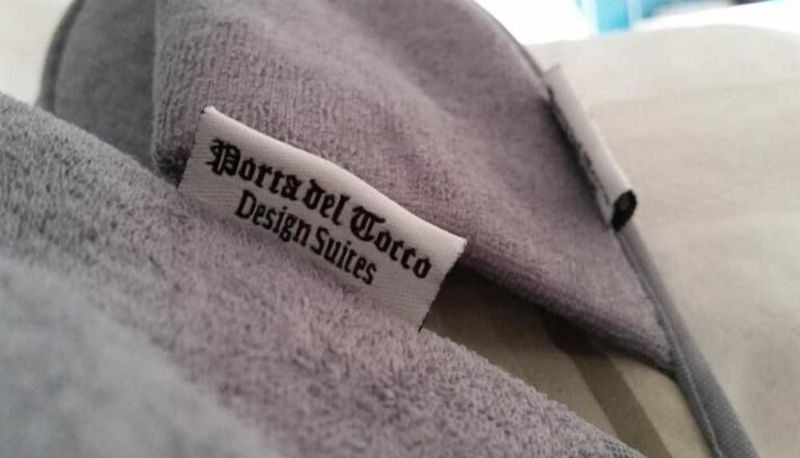 Porta del Tocco
Design Suites